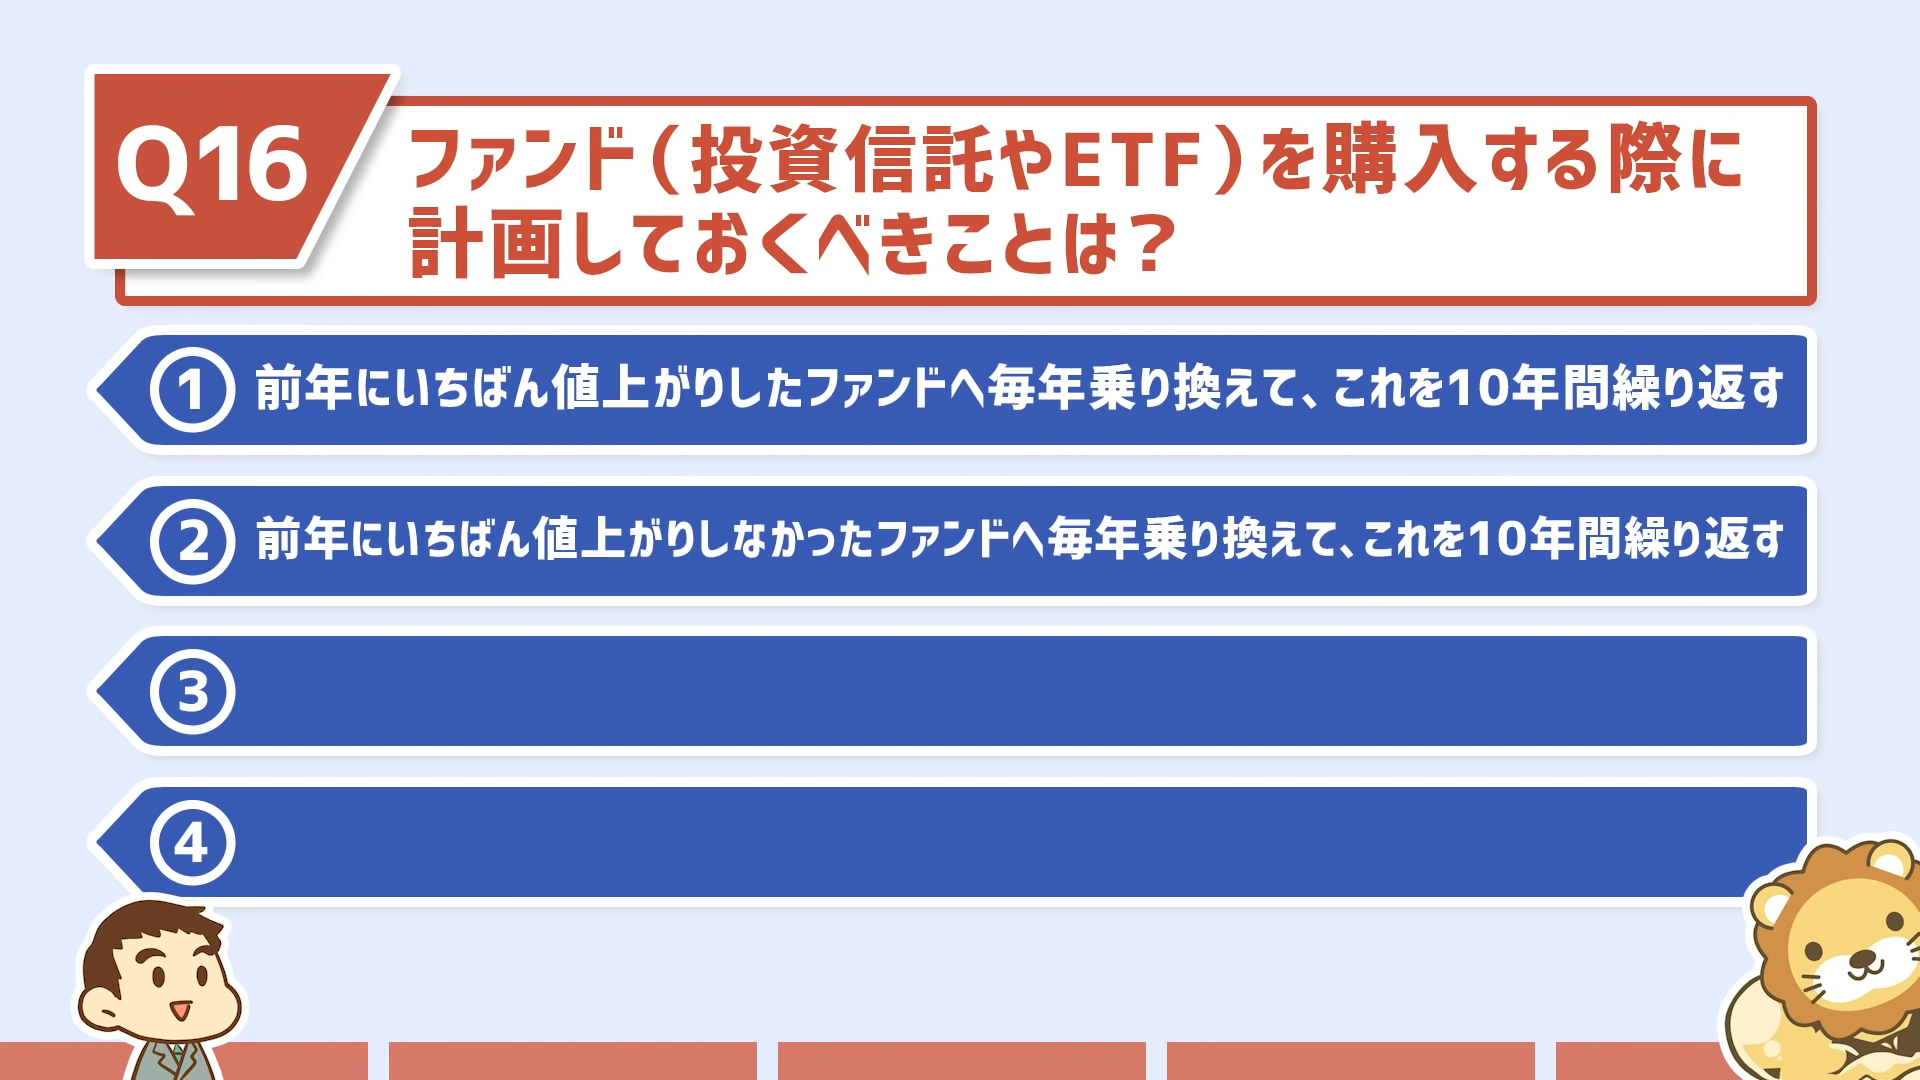 Q16
ファンド(投資信託やETF)を購入する際に
計画しておくべきことは?
① 前年にいちばん値上がりしたファンドへ毎年乗り換えて、これを10年間繰り返す
② 前年にいちばん値上がりしなかったファンドへ毎年乗り換えて、これを10年間繰り返す
③
④